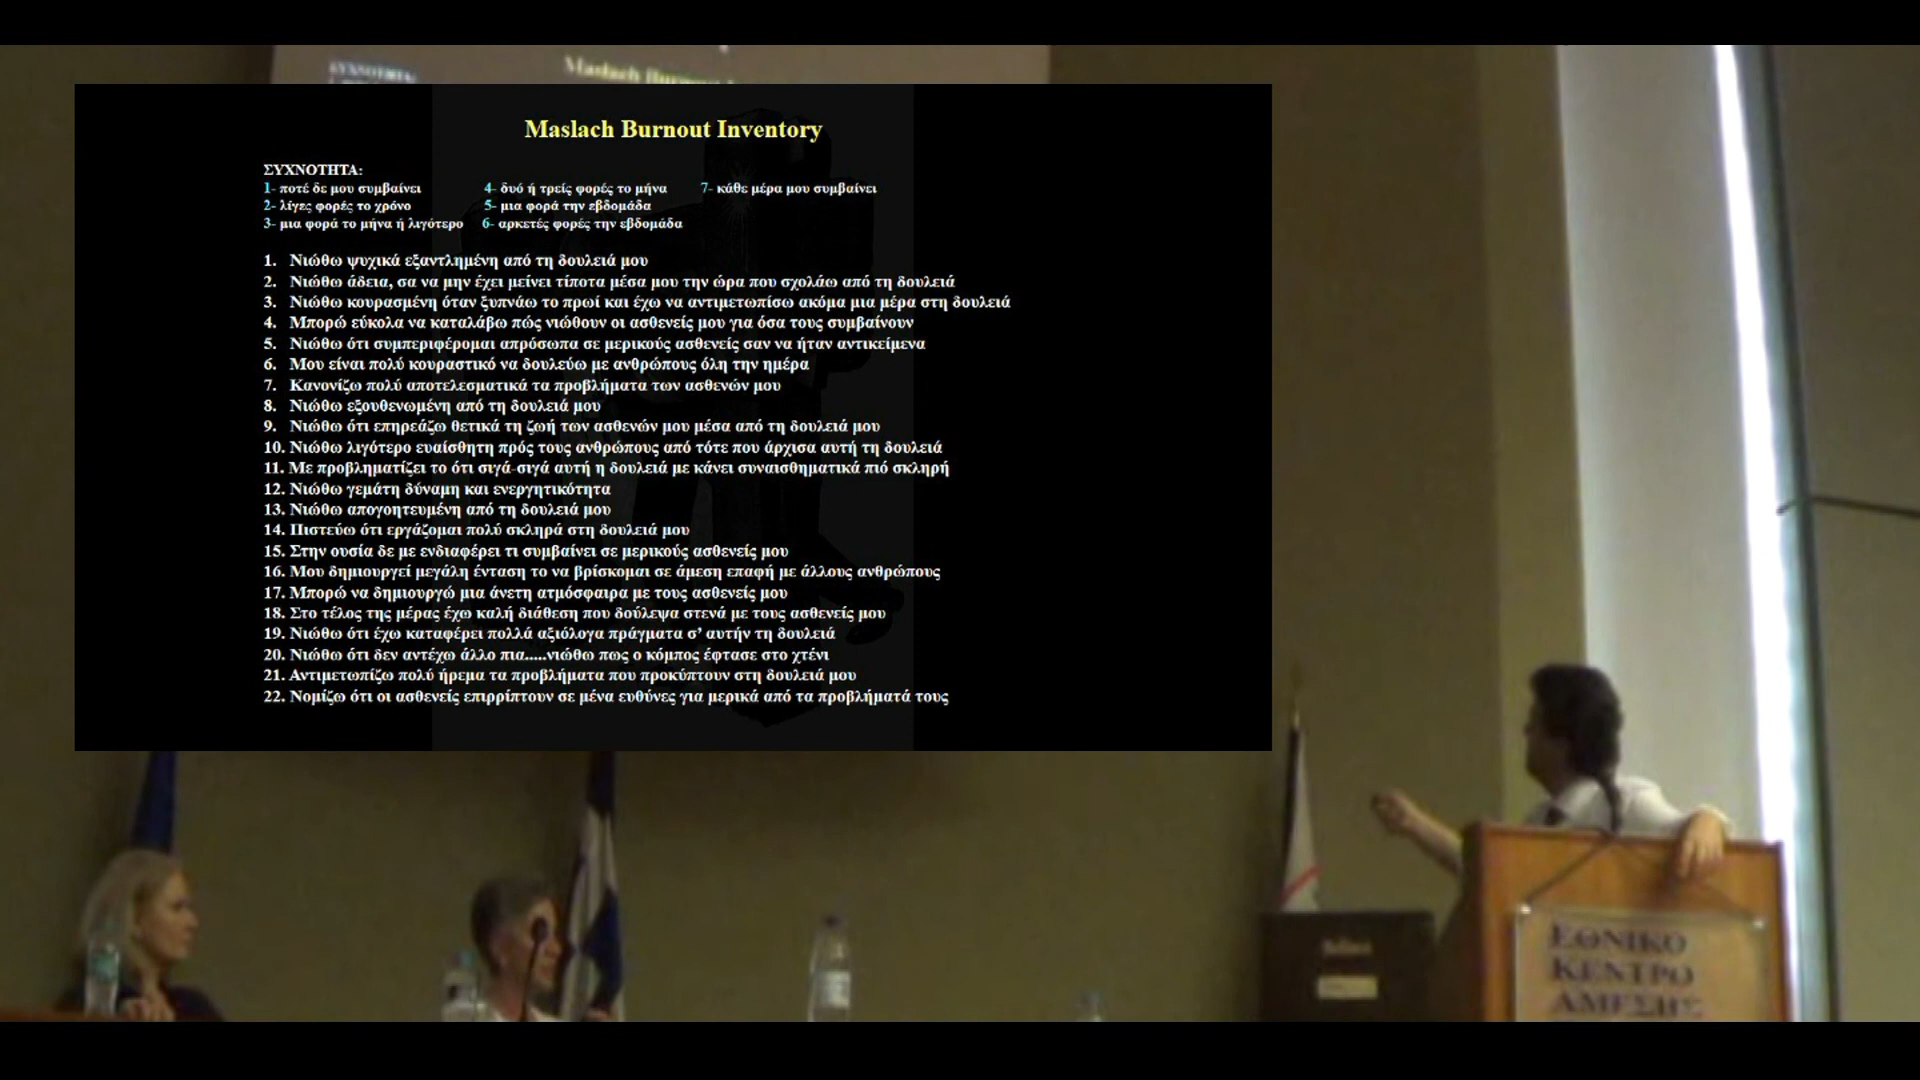 Maslach Burnout
Maslach Burnout Inventory
ΣΥΧΝΟΤΗΤΑ:
1- ποτέ δε μου συμβαίνει 4- δυό ή τρείς φορές το μήνα 7- κάθε μέρα μου συμβαίνει
2- λίγες φορές το χρόνο 5- μια φορά την εβδομάδα
3- μια φορά το μήνα ή λιγότερο 6- αρκετές φορές την εβδομάδα
1. Νιώθω ψυχικά εξαντλημένη από τη δουλειά μου
2. Νιώθω άδεια, σα να μην έχει μείνει τίποτα μέσα μου την ώρα που σχολάω από τη δουλειά
3. Νιώθω κουρασμένη όταν ξυπνάω το πρωί και έχω να αντιμετωπίσω ακόμα μια μέρα στη δουλειά
4. Μπορώ εύκολα να καταλάβω πώς νιώθουν οι ασθενείς μου για όσα τους συμβαίνουν
5. Νιώθω ότι συμπεριφέρομαι απρόσωπα σε μερικούς ασθενείς σαν να ήταν αντικείμενα
6. Μου είναι πολύ κουραστικό να δουλεύω με ανθρώπους όλη την ημέρα
7. Κανονίζω πολύ αποτελεσματικά τα προβλήματα των ασθενών μου
8. Νιώθω εξουθενωμένη από τη δουλειά μου
9. Νιώθω ότι επηρεάζω θετικά τη ζωή των ασθενών μου μέσα από τη δουλειά μου
10. Νιώθω λιγότερο ευαίσθητη πρός τους ανθρώπους από τότε που άρχισα αυτή τη δουλειά
11. Με προβληματίζει το ότι σιγά-σιγά αυτή η δουλειά με κάνει συναισθηματικά πιό σκληρή
12. Νιώθω γεμάτη δύναμη και ενεργητικότητα
13. Νιώθω απογοητευμένη από τη δουλειά μου
14. Πιστεύω ότι εργάζομαι πολύ σκληρά στη δουλειά μου
15. Στην ουσία δε με ενδιαφέρει τι συμβαίνει σε μερικούς ασθενείς μου
16. Μου δημιουργεί μεγάλη ένταση το να βρίσκομαι σε άμεση επαφή με άλλους ανθρώπους
17. Μπορώ να δημιουργώ μια άνετη ατμόσφαιρα με τους ασθενείς μου
18. Στο τέλος της μέρας έχω καλή διάθεση που δούλεψα στενά με τους ασθενείς μου
19. Νιώθω ότι έχω καταφέρει πολλά αξιόλογα πράγματα σ’ αυτήν τη δουλειά
20. Νιώθω ότι δεν αντέχω άλλο πια.....νιώθω πως ο κόμπος έφτασε στο χτένι
21. Αντιμετωπίζω πολύ ήρεμα τα προβλήματα που προκύπτουν στη δουλειά μου
22. Νομίζω ότι οι ασθενείς επιρρίπτουν σε μένα ευθύνες για μερικά από τα προβλήματά τους
ΕΘΝΙΚΟ
ΚΕΝΤΡΟ
ΑΜΕΣΗΣ